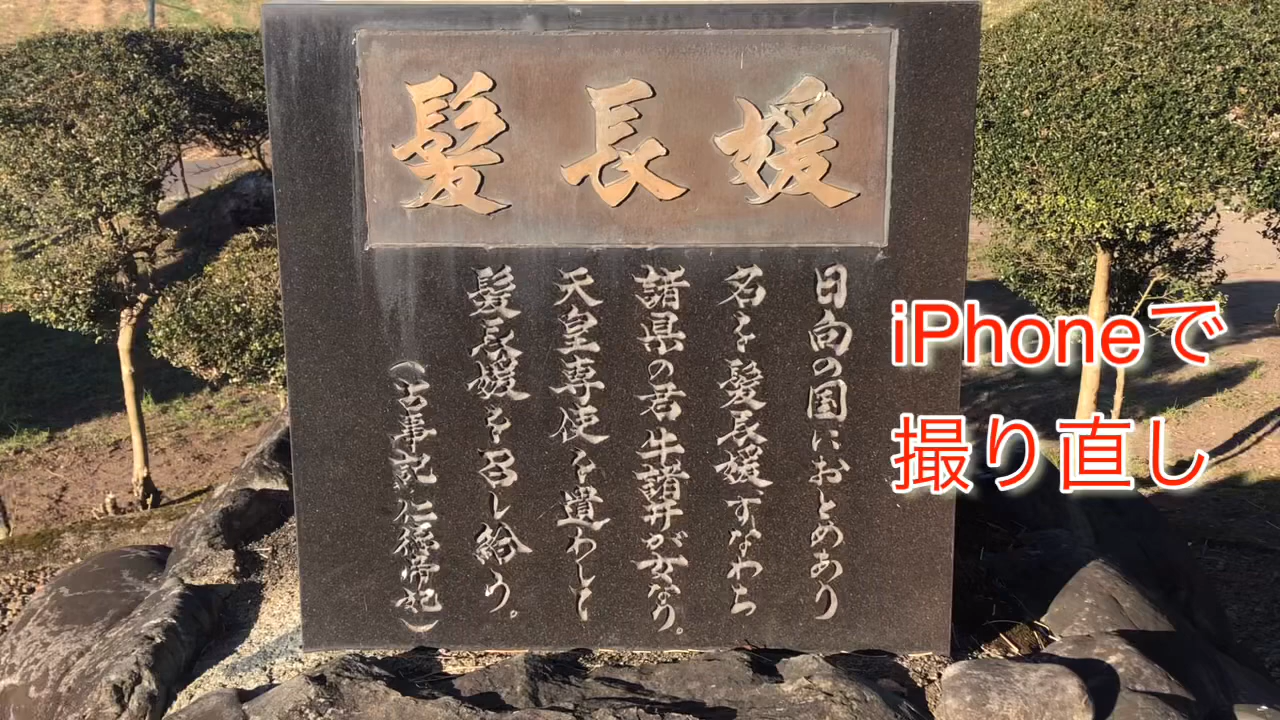 髪長媛
日向の国におとめあり
名を髪長媛、すなわち
諸県の君牛諸井が女なり。
天皇専使を遣わして
髪長媛を召し給う。
（古事記仁徳帝記）
iPhoneで
撮り直し